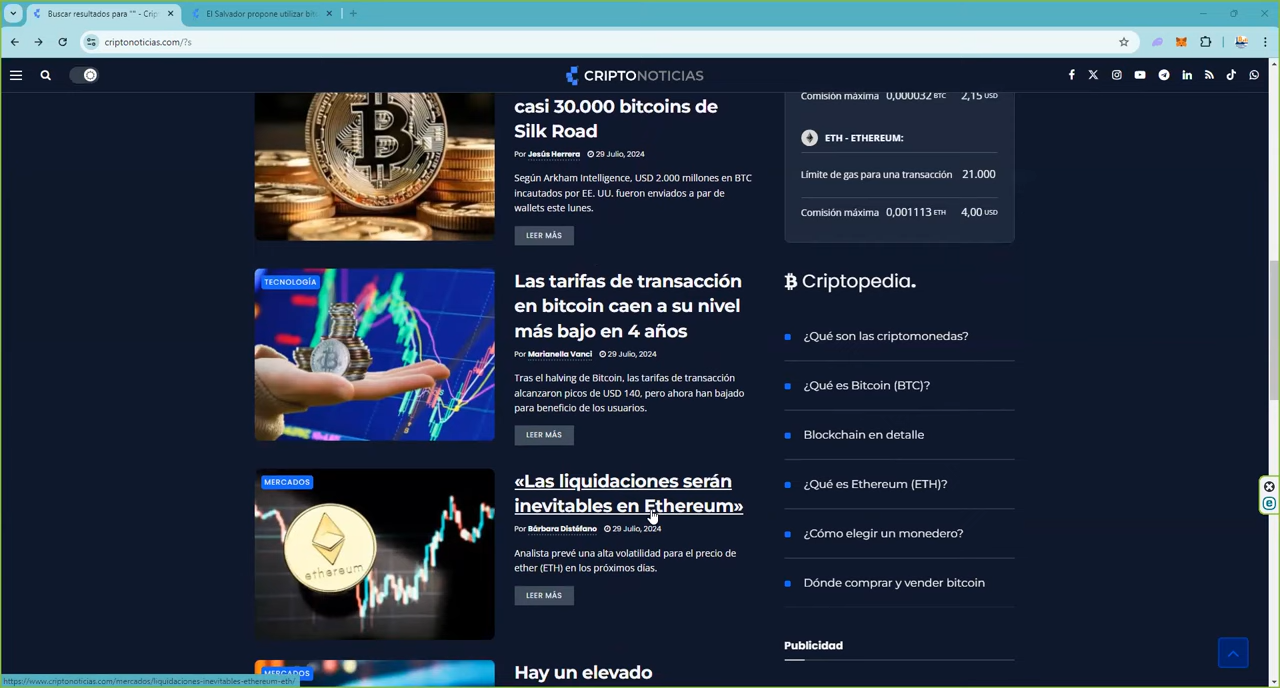 Buscar resultados para "" - Crip
El Salvador propone utilizar bit
criptonoticias.com/?s
CRIPTONOTICIAS
casi 30.000 bitcoins de
Silk Road
Por Jesús Herrera 29 Julio, 2024
Según Arkham Intelligence, USD 2.000 millones en BTC
incautados por EE. UU. fueron enviados a par de
wallets este lunes.
LEER MÁS
TECNOLOGÍA
Las tarifas de transacción
en bitcoin caen a su nivel
más bajo en 4 años
Por Marianella Vanci 29 Julio, 2024
Tras el halving de Bitcoin, las tarifas de transacción
alcanzaron picos de USD 140, pero ahora han bajado
para beneficio de los usuarios.
LEER MÁS
MERCADOS
«Las liquidaciones serán
inevitables en Ethereum»
Por Bárbara Distéfano 29 Julio, 2024
Analista prevé una alta volatilidad para el precio de
ether (ETH) en los próximos días.
LEER MÁS
ethereum
MERCADOS
Hay un elevado
Comisión máxima 0,000032 BTC 2,15 USD
ETH - ETHEREUM:
Límite de gas para una transacción 21.000
Comisión máxima 0,001113 ETH 4,00 USD
Criptopedia.
¿Qué son las criptomonedas?
¿Qué es Bitcoin (BTC)?
Blockchain en detalle
¿Qué es Ethereum (ETH)?
¿Cómo elegir un monedero?
Dónde comprar y vender bitcoin
Publicidad
https://www.criptonoticias.com/mercados/liquidaciones-inevitables-ethereum-eth/